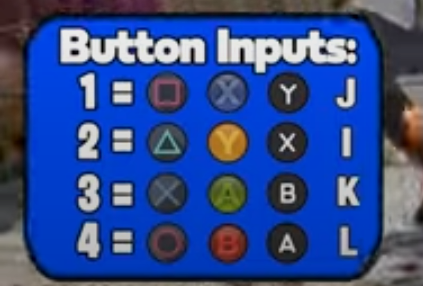 Button Inputs:
1 = □ X Y J
2 = △ Y X I
3 = ✕ A B K
4 = ○ B A L